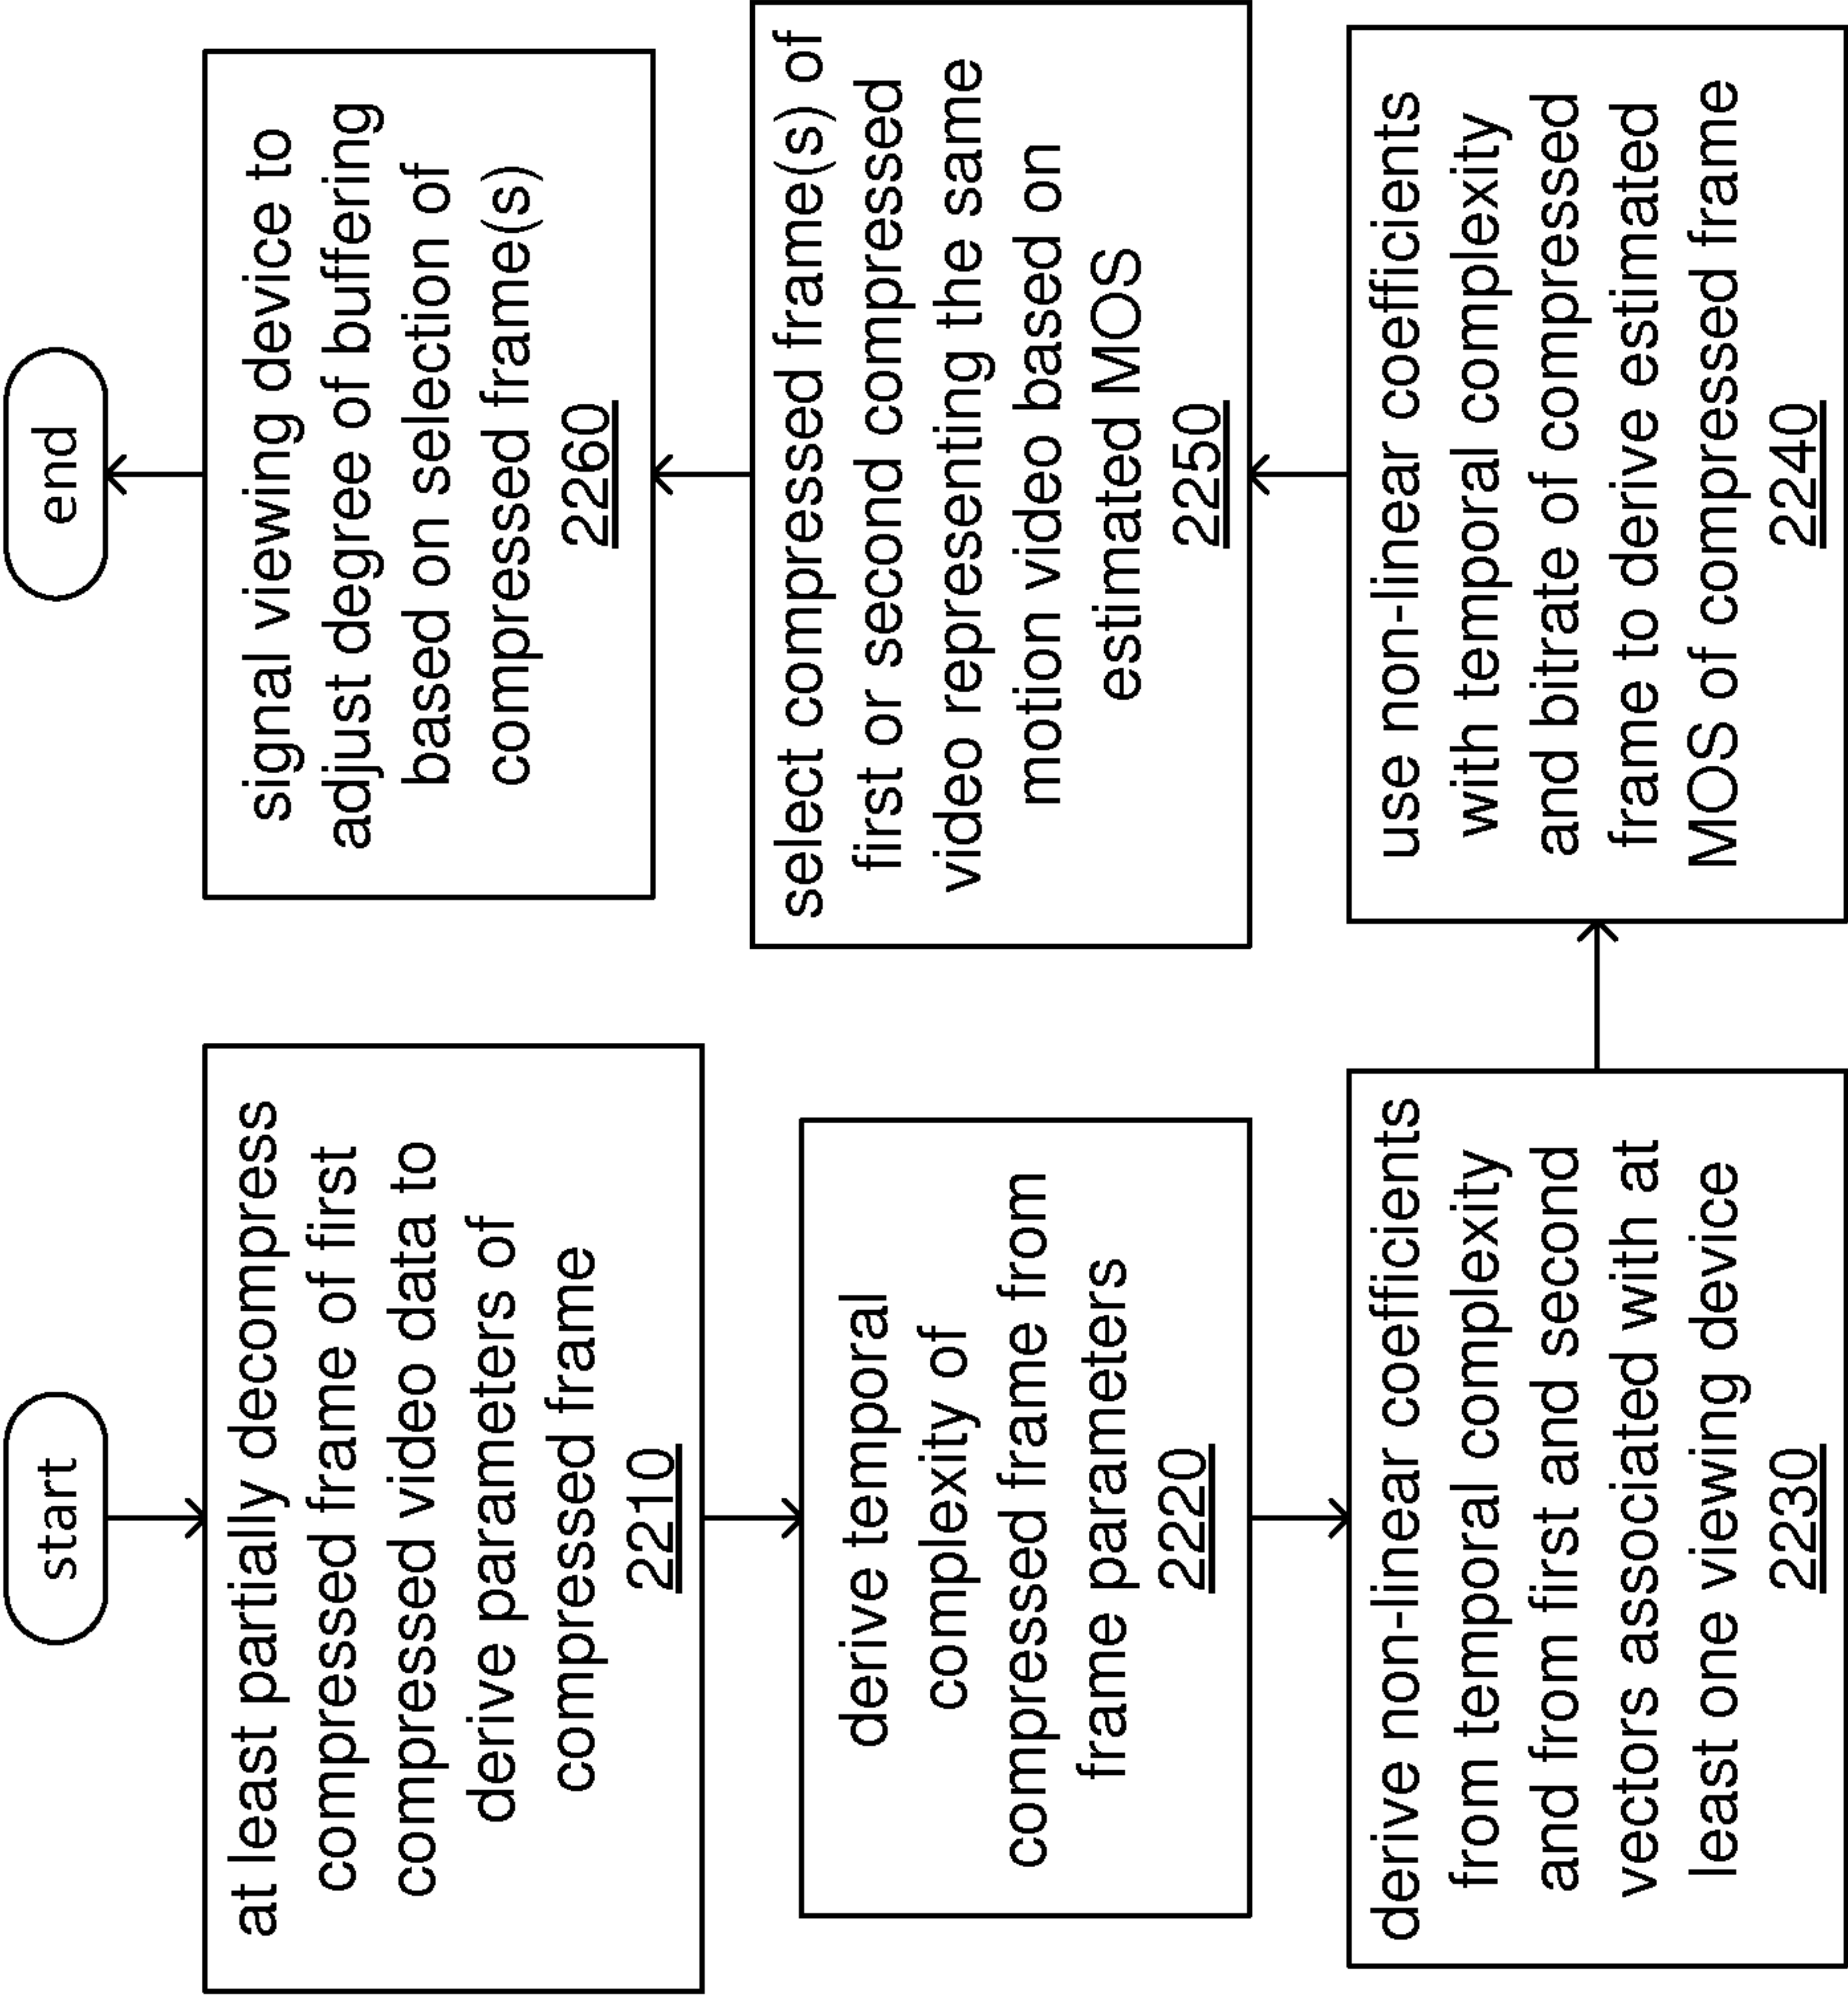 start
at least partially decompress
compressed frame of first
compressed video data to
derive parameters of
compressed frame
2210
derive temporal
complexity of
compressed frame from
frame parameters
2220
derive non-linear coefficients
from temporal complexity
and from first and second
vectors associated with at
least one viewing device
2230
use non-linear coefficients
with temporal complexity
and bitrate of compressed
frame to derive estimated
MOS of compressed frame
2240
select compressed frame(s) of
first or second compressed
video representing the same
motion video based on
estimated MOS
2250
signal viewing device to
adjust degree of buffering
based on selection of
compressed frame(s)
2260
end